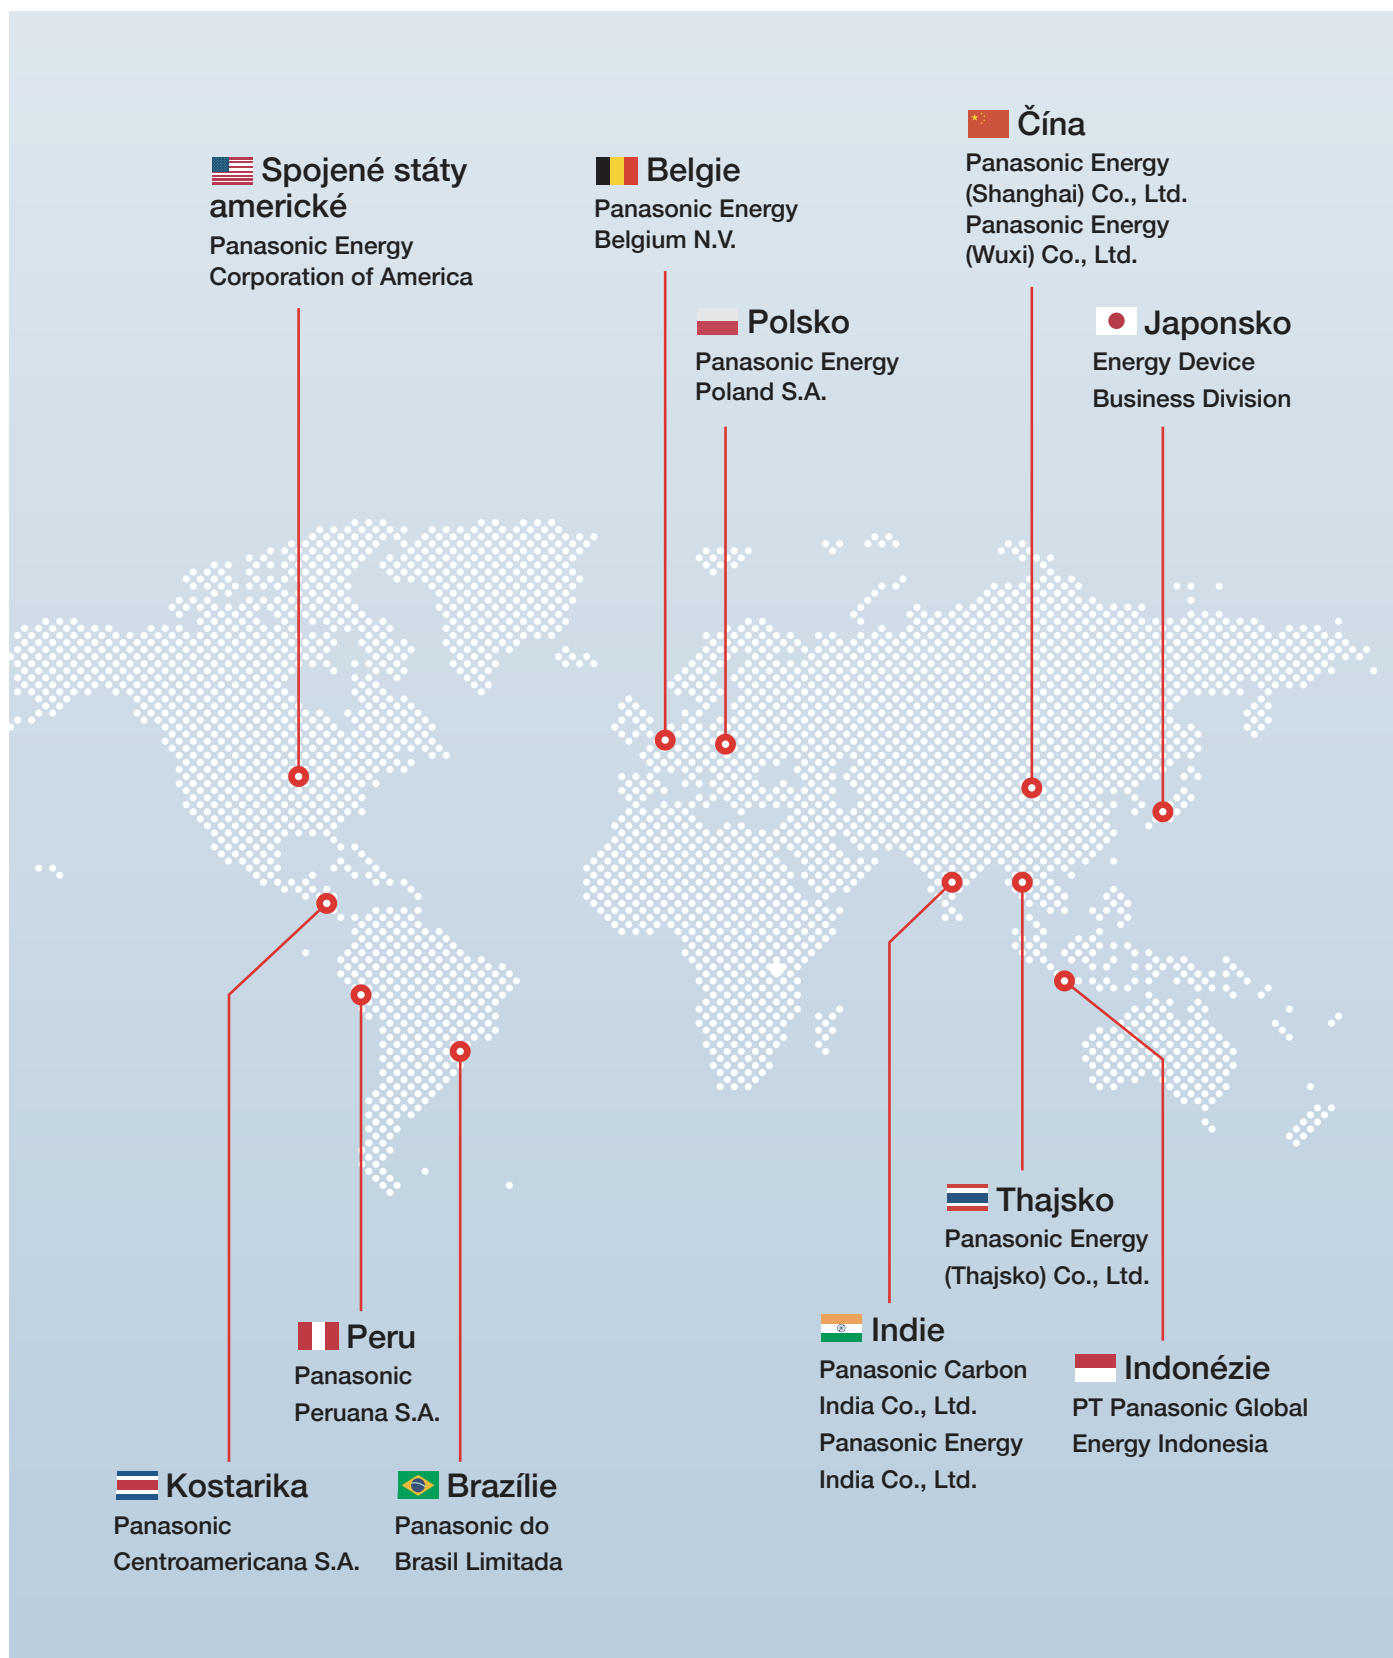 Spojené státy
americké
Panasonic Energy
Corporation of America
Belgie
Panasonic Energy
Belgium N.V.
Čína
Panasonic Energy
(Shanghai) Co., Ltd.
Panasonic Energy
(Wuxi) Co., Ltd.
Polsko
Panasonic Energy
Poland S.A.
Japonsko
Energy Device
Business Division
Thajsko
Panasonic Energy
(Thajsko) Co., Ltd.
Peru
Panasonic
Peruana S.A.
Indie
Panasonic Carbon
India Co., Ltd.
Panasonic Energy
India Co., Ltd.
Indonézie
PT Panasonic Global
Energy Indonesia
Kostarika
Panasonic
Centroamericana S.A.
Brazílie
Panasonic do
Brasil Limitada